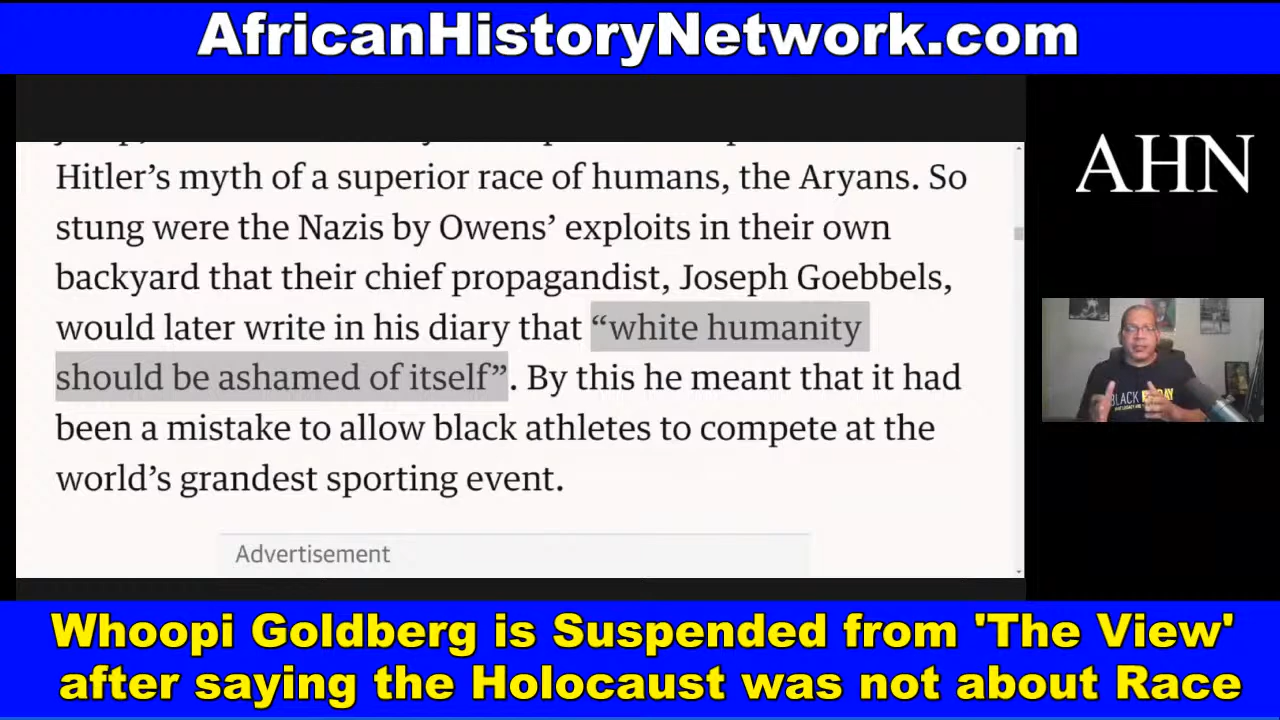 AfricanHistoryNetwork.com
AHN
Hitler’s myth of a superior race of humans, the Aryans. So
stung were the Nazis by Owens’ exploits in their own
backyard that their chief propagandist, Joseph Goebbels,
would later write in his diary that “white humanity
should be ashamed of itself”. By this he meant that it had
been a mistake to allow black athletes to compete at the
world’s grandest sporting event.
Advertisement
BLACK
Whoopi Goldberg is Suspended from 'The View'
after saying the Holocaust was not about Race